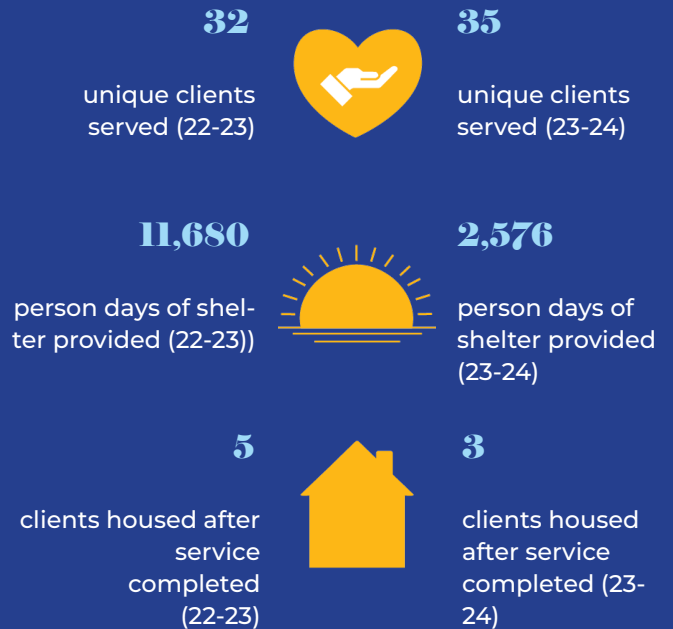 32
unique clients
served (22-23)
35
unique clients
served (23-24)
11,680
person days of shel-
ter provided (22-23))
2,576
person days of
shelter provided
(23-24)
5
clients housed after
service
completed
(22-23)
3
clients housed
after service
completed (23-
24)